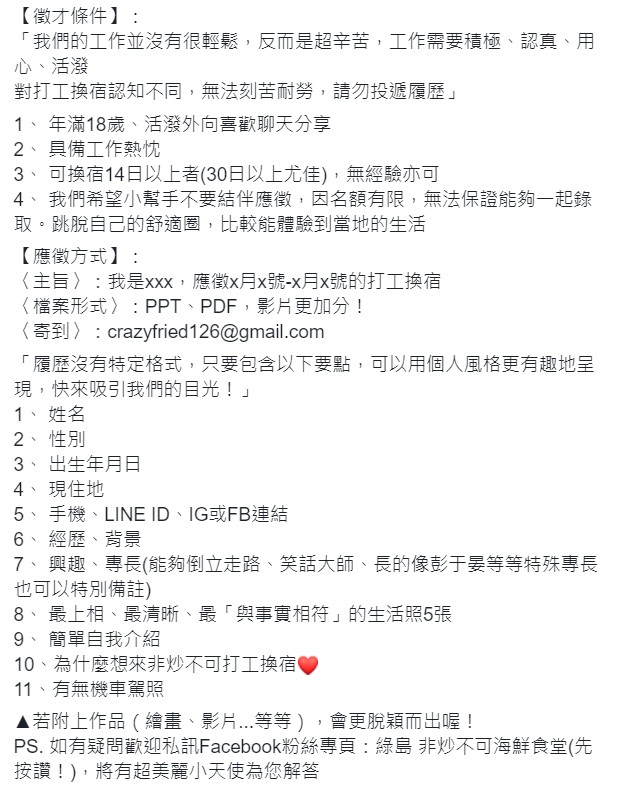 【徵才條件】:
「我們的工作並沒有很輕鬆，反而是超辛苦，工作需要積極、認真、用
心、活潑
對打工換宿認知不同，無法刻苦耐勞，請勿投遞履歷」
1、 年滿18歲、活潑外向喜歡聊天分享
2、 具備工作熱忱
3、 可換宿14日以上者(30日以上尤佳)，無經驗亦可
4、 我們希望小幫手不要結伴應徵，因名額有限，無法保證能夠一起錄
取。跳脫自己的舒適圈，比較能體驗到當地的生活
【應徵方式】:
〈主旨〉:我是xxx，應徵x月x號-x月x號的打工換宿
〈檔案形式〉:PPT、PDF，影片更加分!
〈寄到〉:crazyfried126@gmail.com
「履歷沒有特定格式，只要包含以下要點，可以用個人風格更有趣地呈
現，快來吸引我們的目光!」
1、 姓名
2、 性別
3、 出生年月日
4、 現住地
5、 手機、LINE ID、IG或FB連結
6、 經歷、背景
7、 興趣、專長(能夠倒立走路、笑話大師、長的像彭于晏等等特殊專長
也可以特別備註)
8、 最上相、最清晰、最「與事實相符」的生活照5張
9、 簡單自我介紹
10、為什麼想來非炒不可打工換宿❤
11、有無機車駕照
▲若附上作品（繪畫、影片...等等），會更脫穎而出喔!
PS. 如有疑問歡迎私訊Facebook粉絲專頁:綠島 非炒不可海鮮食堂(先
按讚!)，將有超美麗小天使為您解答